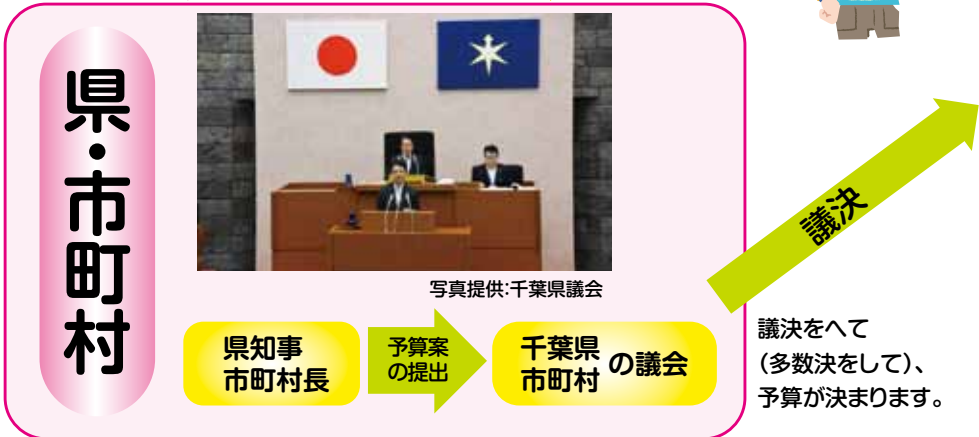 県・市町村
写真提供:千葉県議会
県知事
市町村長
予算案
の提出
千葉県
市町村
の議会
議決
議決をへて
(多数決をして)、
予算が決まります。